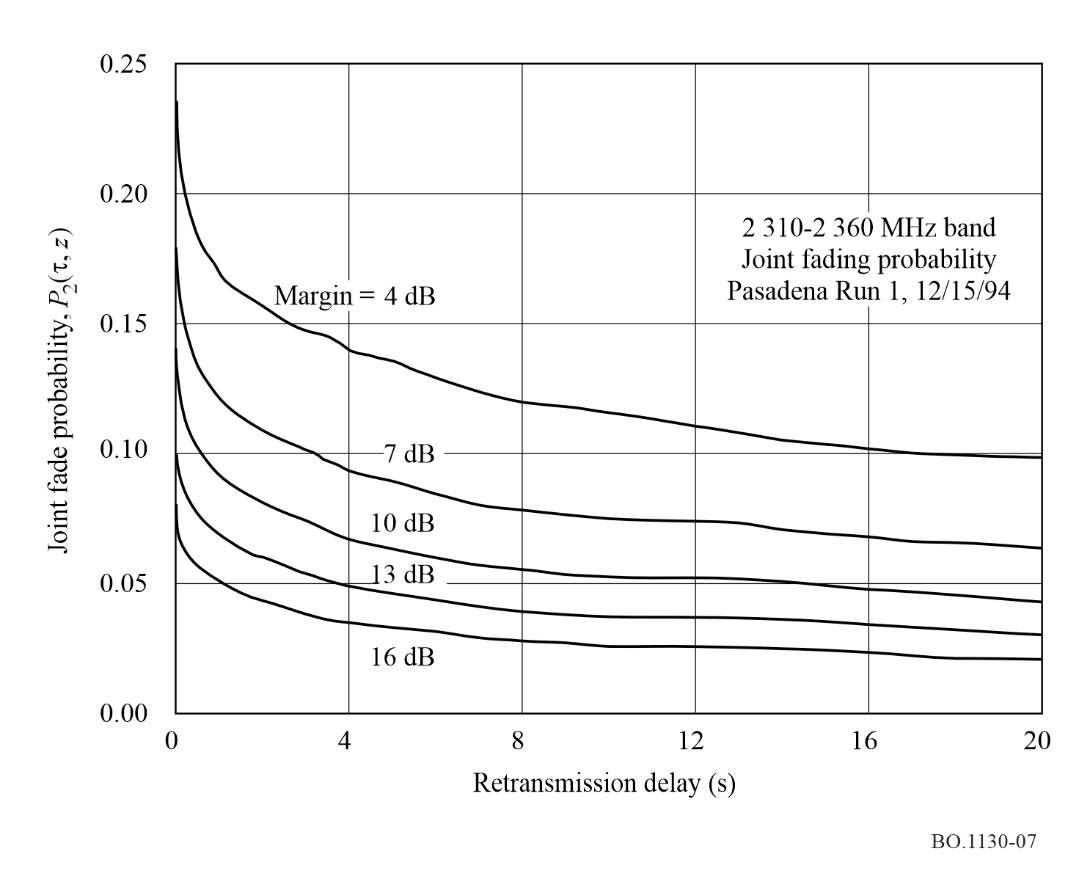 0.25
0.20
0.15
0.10
0.05
0.00
Joint fade probability, P2(τ, z)
2 310-2 360 MHz band
Joint fading probability
Pasadena Run 1, 12/15/94
Margin = 4 dB
7 dB
10 dB
13 dB
16 dB
0 4 8 12 16 20
Retransmission delay (s)
BO.1130-07